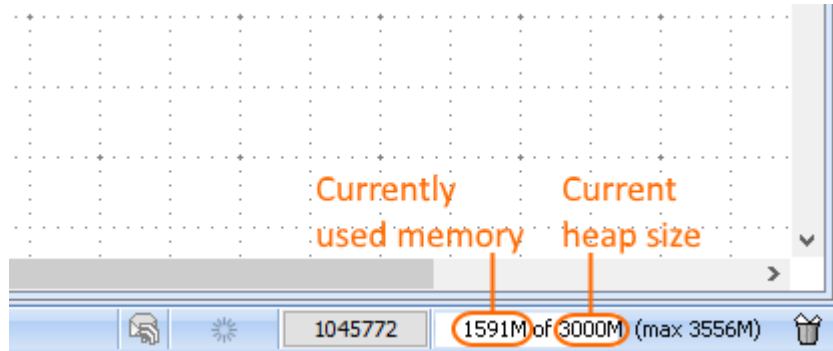 Currently
used memory
Current
heap size
1045772
1591M of 3000M (max 3556M)